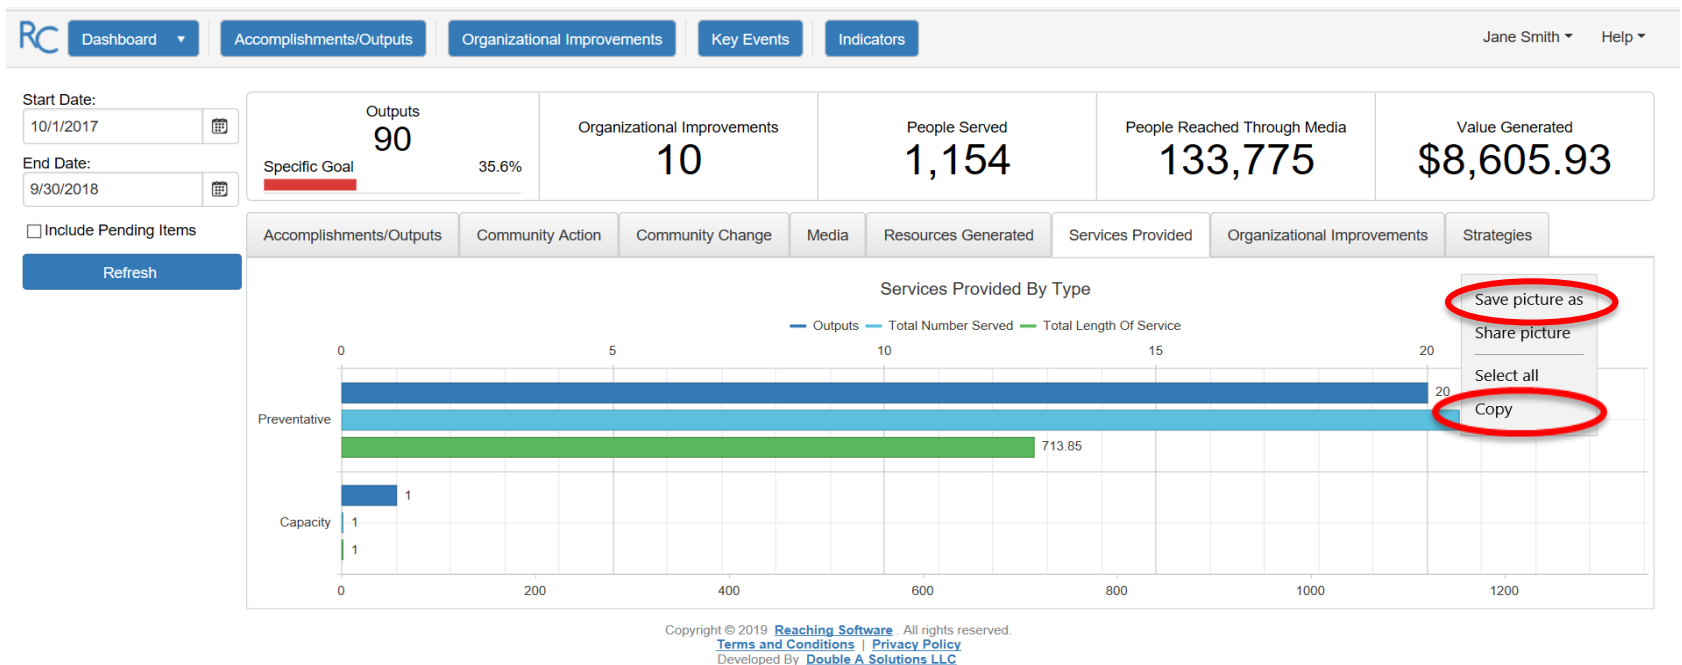 RC Dashboard Accomplishments/Outputs Organizational Improvements Key Events Indicators Jane Smith Help
Start Date:
10/1/2017
End Date:
9/30/2018
Include Pending Items
Refresh
Outputs
90
Specific Goal 35.6%
Organizational Improvements
10
People Served
1,154
People Reached Through Media
133,775
Value Generated
$8,605.93
Accomplishments/Outputs Community Action Community Change Media Resources Generated Services Provided Organizational Improvements Strategies
Services Provided By Type
Outputs Total Number Served Total Length Of Service
0 5 10 15 20
Save picture as
Share picture
Select all
Copy
Preventative
20
713.85
Capacity
1
1
1
0 200 400 600 800 1000 1200
Copyright © 2019 Reaching Software . All rights reserved.
Terms and Conditions | Privacy Policy
Developed By Double A Solutions LLC